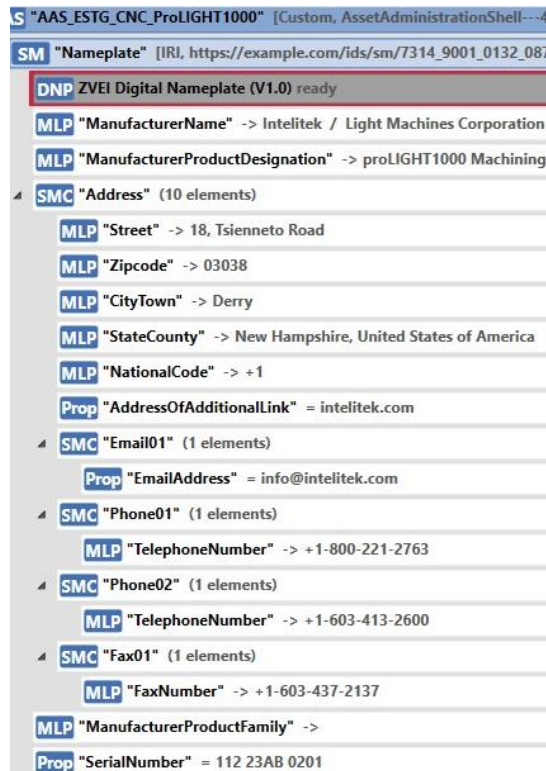 AS "AAS_ESTG_CNC_ProLIGHT1000" [Custom, AssetAdministrationShell---4
SM "Nameplate" [IRI, https://example.com/ids/sm/7314_9001_0132_087
DNP ZVEI Digital Nameplate (V1.0) ready
MLP "ManufacturerName" -> Intelitek / Light Machines Corporation
MLP "ManufacturerProductDesignation" -> proLIGHT1000 Machining
SMC "Address" (10 elements)
MLP "Street" -> 18, Tsienneto Road
MLP "Zipcode" -> 03038
MLP "CityTown" -> Derry
MLP "StateCounty" -> New Hampshire, United States of America
MLP "NationalCode" -> +1
Prop "AddressOfAdditionalLink" = intelitek.com
SMC "Email01" (1 elements)
Prop "EmailAddress" = info@intelitek.com
SMC "Phone01" (1 elements)
MLP "TelephoneNumber" -> +1-800-221-2763
SMC "Phone02" (1 elements)
MLP "TelephoneNumber" -> +1-603-413-2600
SMC "Fax01" (1 elements)
MLP "FaxNumber" -> +1-603-437-2137
MLP "ManufacturerProductFamily" ->
Prop "SerialNumber" = 112 23AB 0201